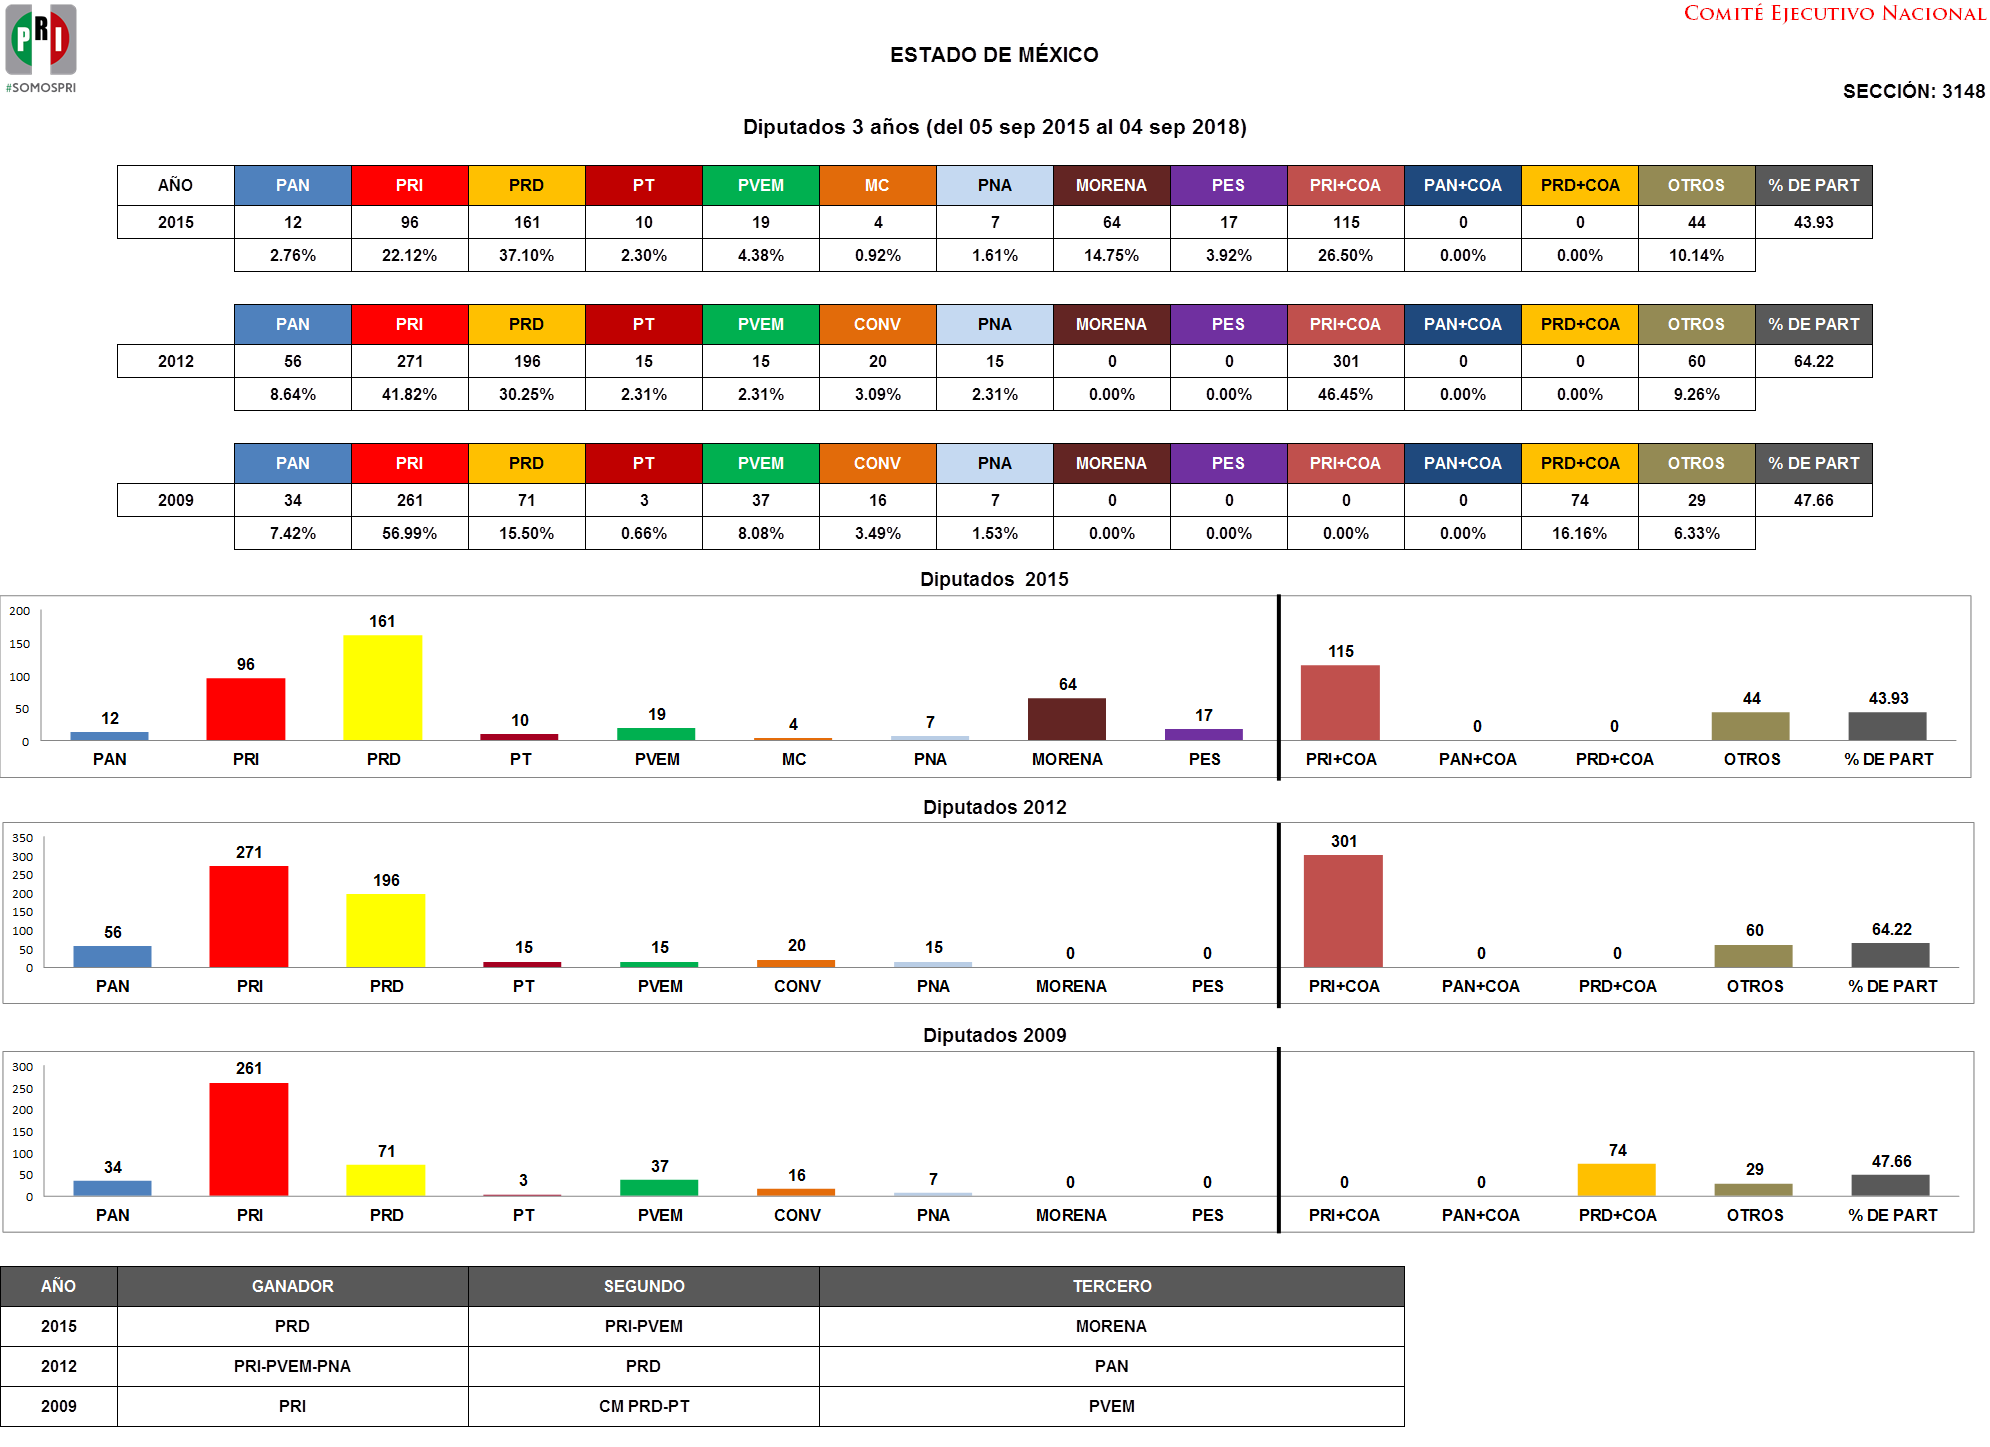 PRI
#SOMOSPRI
COMITÉ EJECUTIVO NACIONAL
ESTADO DE MÉXICO
SECCIÓN: 3148
Diputados 3 años (del 05 sep 2015 al 04 sep 2018)
AÑO PAN PRI PRD PT PVEM MC PNA MORENA PES PRI+COA PAN+COA PRD+COA OTROS % DE PART
2015 12 96 161 10 19 4 7 64 17 115 0 0 44 43.93
2.76% 22.12% 37.10% 2.30% 4.38% 0.92% 1.61% 14.75% 3.92% 26.50% 0.00% 0.00% 10.14%
PAN PRI PRD PT PVEM CONV PNA MORENA PES PRI+COA PAN+COA PRD+COA OTROS % DE PART
2012 56 271 196 15 15 20 15 0 0 301 0 0 60 64.22
8.64% 41.82% 30.25% 2.31% 2.31% 3.09% 2.31% 0.00% 0.00% 46.45% 0.00% 0.00% 9.26%
PAN PRI PRD PT PVEM CONV PNA MORENA PES PRI+COA PAN+COA PRD+COA OTROS % DE PART
2009 34 261 71 3 37 16 7 0 0 0 0 74 29 47.66
7.42% 56.99% 15.50% 0.66% 8.08% 3.49% 1.53% 0.00% 0.00% 0.00% 0.00% 16.16% 6.33%
Diputados 2015
200
150
100
50
0
12 96 161 10 19 4 7 64 17 115 0 0 44 43.93
PAN PRI PRD PT PVEM MC PNA MORENA PES PRI+COA PAN+COA PRD+COA OTROS % DE PART
Diputados 2012
350
300
250
200
150
100
50
0
56 271 196 15 15 20 15 0 0 301 0 0 60 64.22
PAN PRI PRD PT PVEM CONV PNA MORENA PES PRI+COA PAN+COA PRD+COA OTROS % DE PART
Diputados 2009
300
250
200
150
100
50
0
34 261 71 3 37 16 7 0 0 0 0 74 29 47.66
PAN PRI PRD PT PVEM CONV PNA MORENA PES PRI+COA PAN+COA PRD+COA OTROS % DE PART
AÑO GANADOR SEGUNDO TERCERO
2015 PRD PRI-PVEM MORENA
2012 PRI-PVEM-PNA PRD PAN
2009 PRI CM PRD-PT PVEM